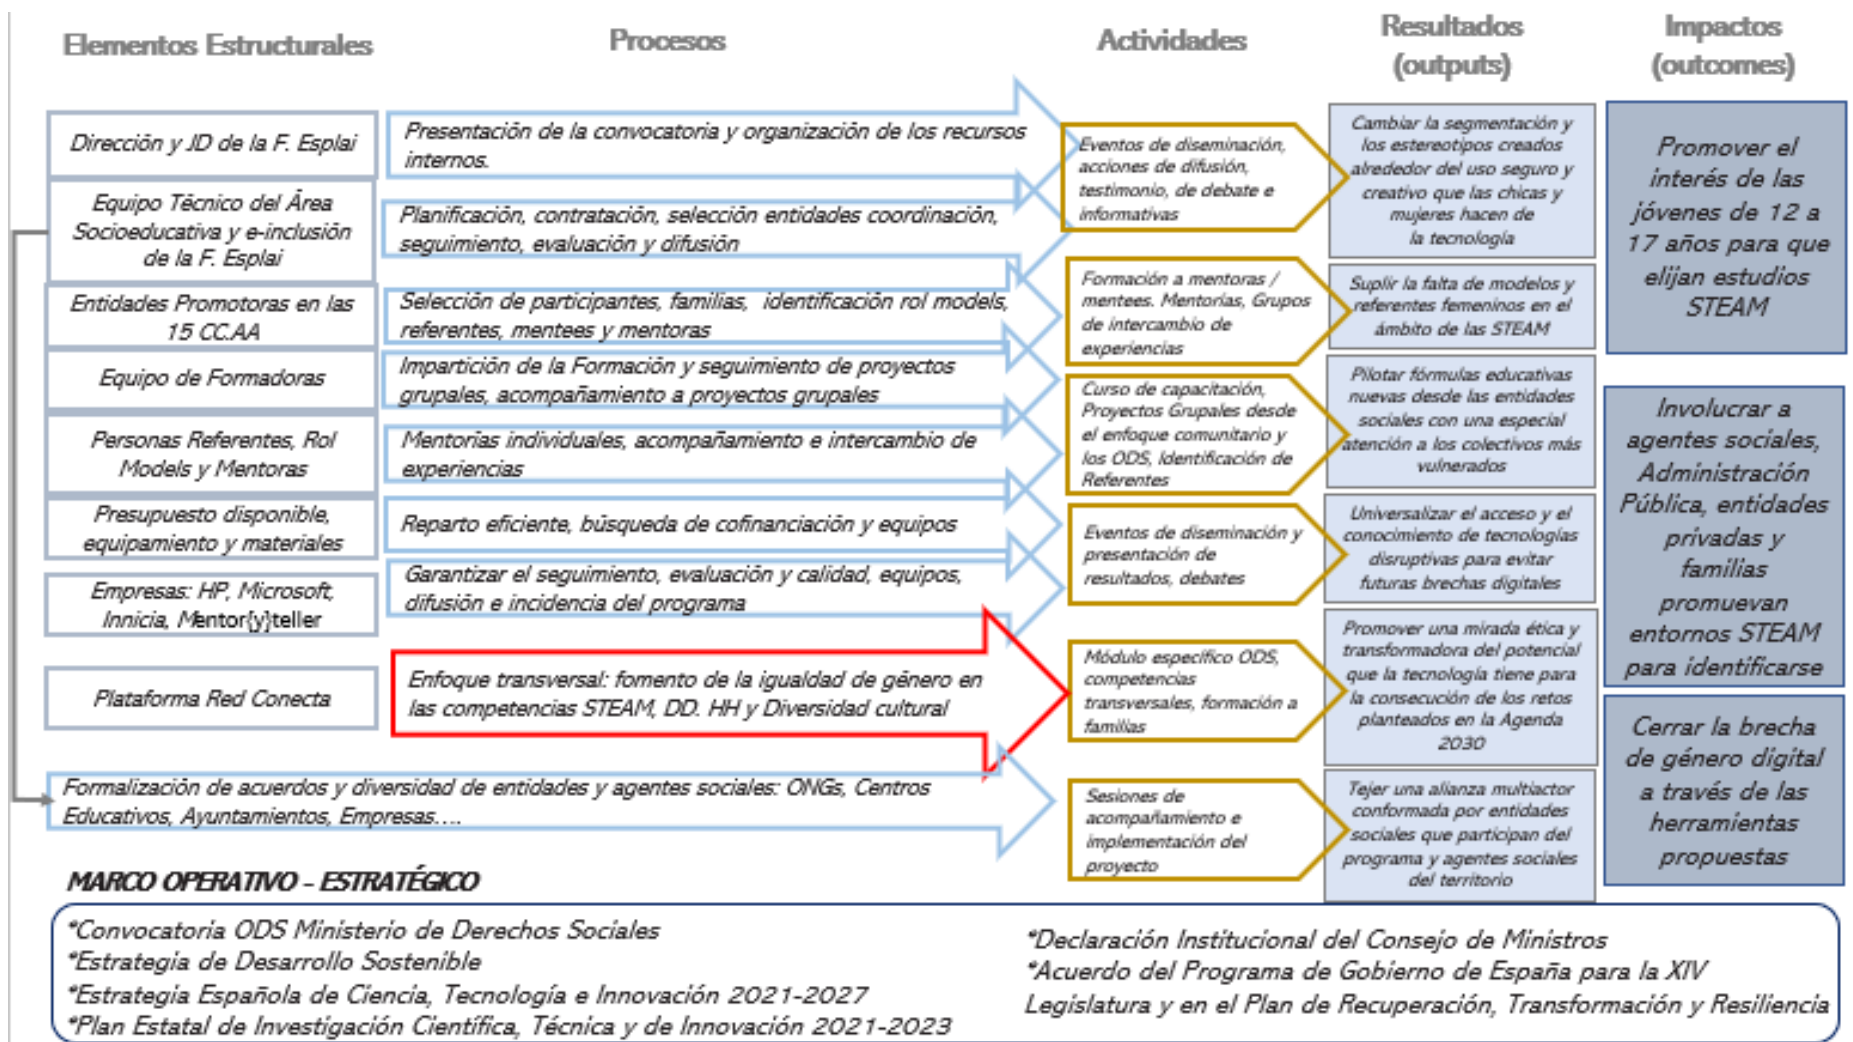 Elementos Estructurales
Procesos
Actividades
Resultados
(outputs)
Impactos
(outcomes)
Dirección y JD de la F. Esplai
Equipo Técnico del Área
Socioeducativa y e-inclusión
de la F. Esplai
Entidades Promotoras en las
15 CC.AA
Equipo de Formadoras
Personas Referentes, Rol
Models y Mentoras
Presupuesto disponible,
equipamiento y materiales
Empresas: HP, Microsoft,
Innicia, Mentor{y}teller
Plataforma Red Conecta
Presentación de la convocatoria y organización de los recursos
internos.
Planificación, contratación, selección entidades coordinación,
seguimiento, evaluación y difusión
Selección de participantes, familias, identificación rol models,
referentes, mentees y mentoras
Impartición de la Formación y seguimiento de proyectos
grupales, acompañamiento a proyectos grupales
Mentorías individuales, acompañamiento e intercambio de
experiencias
Reparto eficiente, búsqueda de cofinanciación y equipos
Garantizar el seguimiento, evaluación y calidad, equipos,
difusión e incidencia del programa
Enfoque transversal: fomento de la igualdad de género en
las competencias STEAM, DD. HH y Diversidad cultural
Formalización de acuerdos y diversidad de entidades y agentes sociales: ONGs, Centros
Educativos, Ayuntamientos, Empresas....
Eventos de diseminación,
acciones de difusión,
testimonio, de debate e
informativas
Formación a mentoras /
mentees. Mentorías, Grupos
de intercambio de
experiencias
Curso de capacitación,
Proyectos Grupales desde
el enfoque comunitario y
los ODS, Identificación de
Referentes
Eventos de diseminación y
presentación de
resultados, debates
Módulo específico ODS,
competencias
transversales, formación a
familias
Sesiones de
acompañamiento e
implementación del
proyecto
Cambiar la segmentación y
los estereotipos creados
alrededor del uso seguro y
creativo que las chicas y
mujeres hacen de
la tecnología
Suplir la falta de modelos y
referentes femeninos en el
ámbito de las STEAM
Pilotar fórmulas educativas
nuevas desde las entidades
sociales con una especial
atención a los colectivos más
vulnerados
Universalizar el acceso y el
conocimiento de tecnologías
disruptivas para evitar
futuras brechas digitales
Promover una mirada ética y
transformadora del potencial
que la tecnología tiene para
la consecución de los retos
planteados en la Agenda
2030
Tejer una alianza multiactor
conformada por entidades
sociales que participan del
programa y agentes sociales
del territorio
Promover el
interés de las
jóvenes de 12 a
17 años para que
elijan estudios
STEAM
Involucrar a
agentes sociales,
Administración
Pública, entidades
privadas y
familias
promuevan
entornos STEAM
para identificarse
Cerrar la brecha
de género digital
a través de las
herramientas
propuestas
MARCO OPERATIVO - ESTRATÉGICO
*Convocatoria ODS Ministerio de Derechos Sociales
*Estrategia de Desarrollo Sostenible
*Estrategia Española de Ciencia, Tecnología e Innovación 2021-2027
*Plan Estatal de Investigación Científica, Técnica y de Innovación 2021-2023
*Declaración Institucional del Consejo de Ministros
*Acuerdo del Programa de Gobierno de España para la XIV
Legislatura y en el Plan de Recuperación, Transformación y Resiliencia